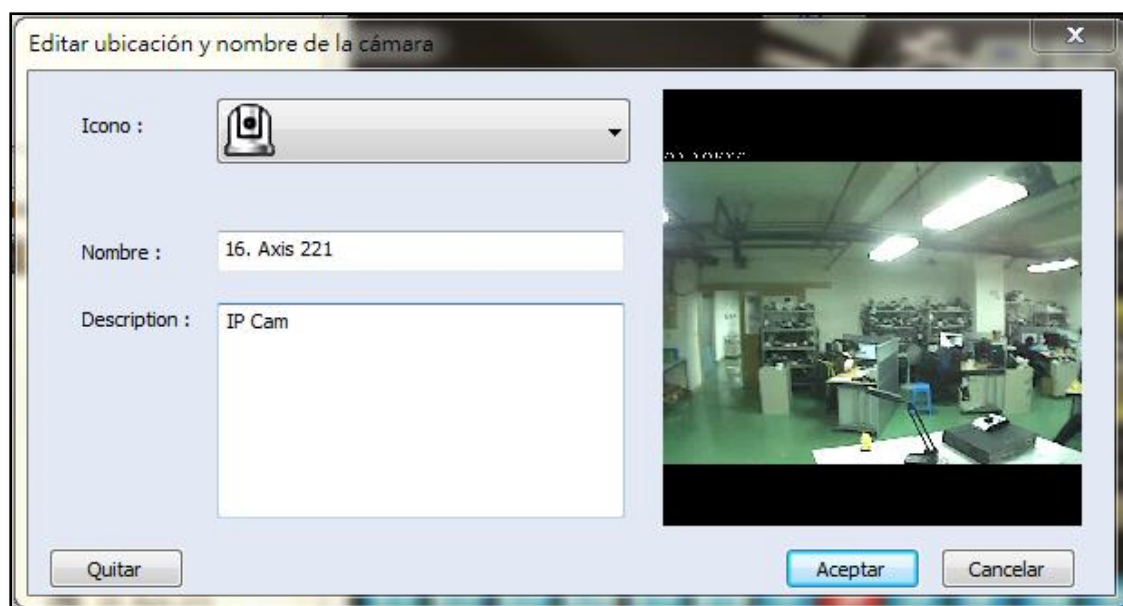 Editar ubicación y nombre de la cámara
Icono :
Nombre :
16. Axis 221
Description :
IP Cam
Quitar
Aceptar
Cancelar